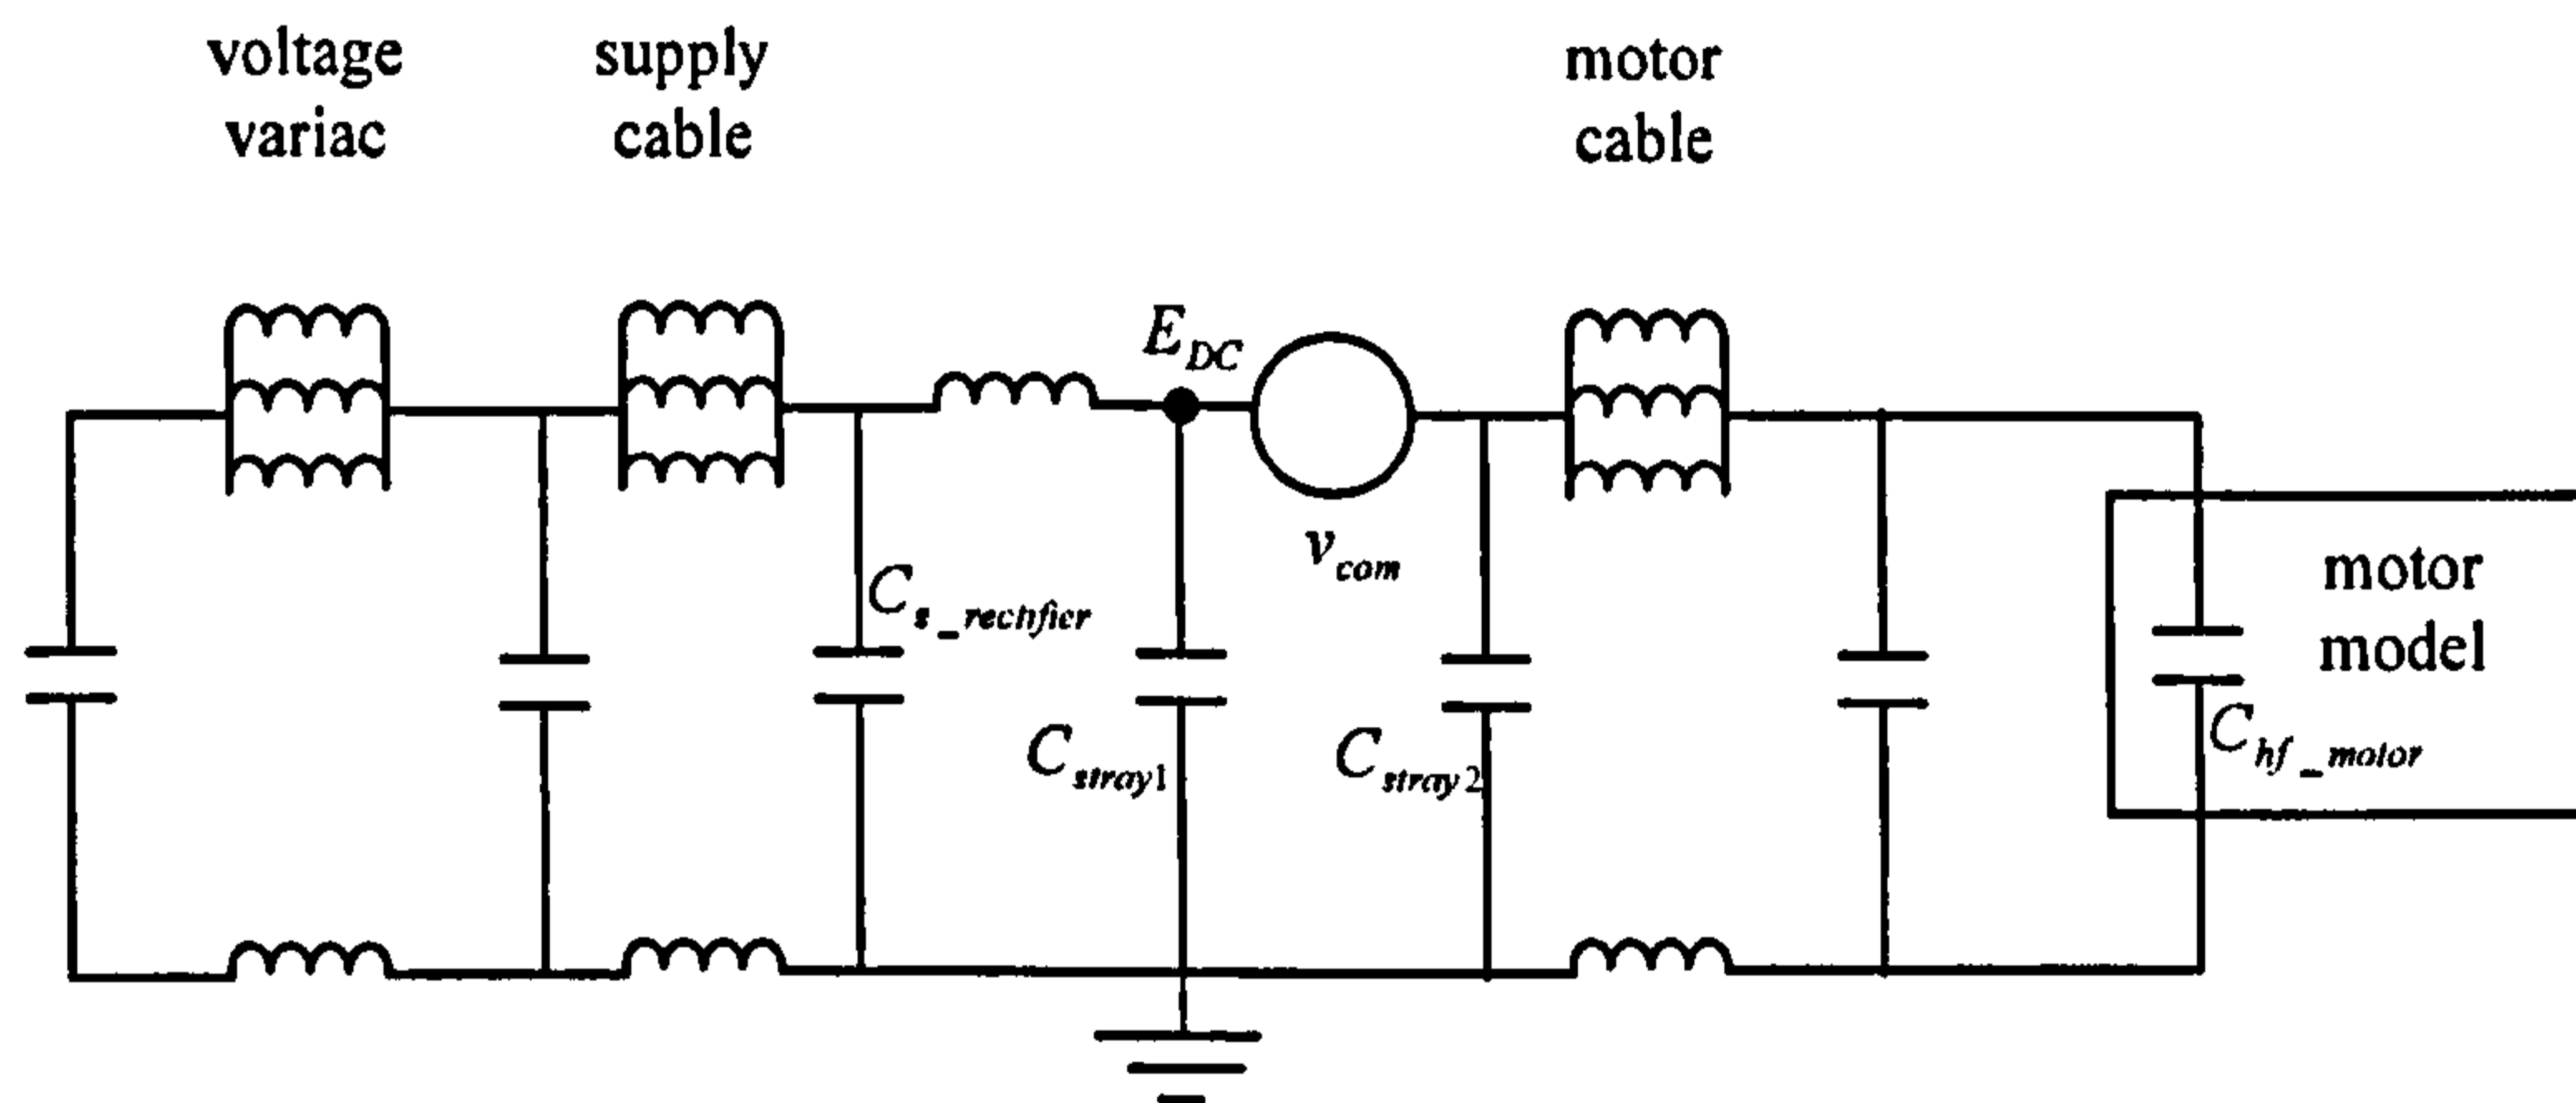 voltage
variac
supply
cable
motor
cable
E_DC
v_com
C_s_rectifier
C_stray1
C_stray2
motor
model
C_hf_motor